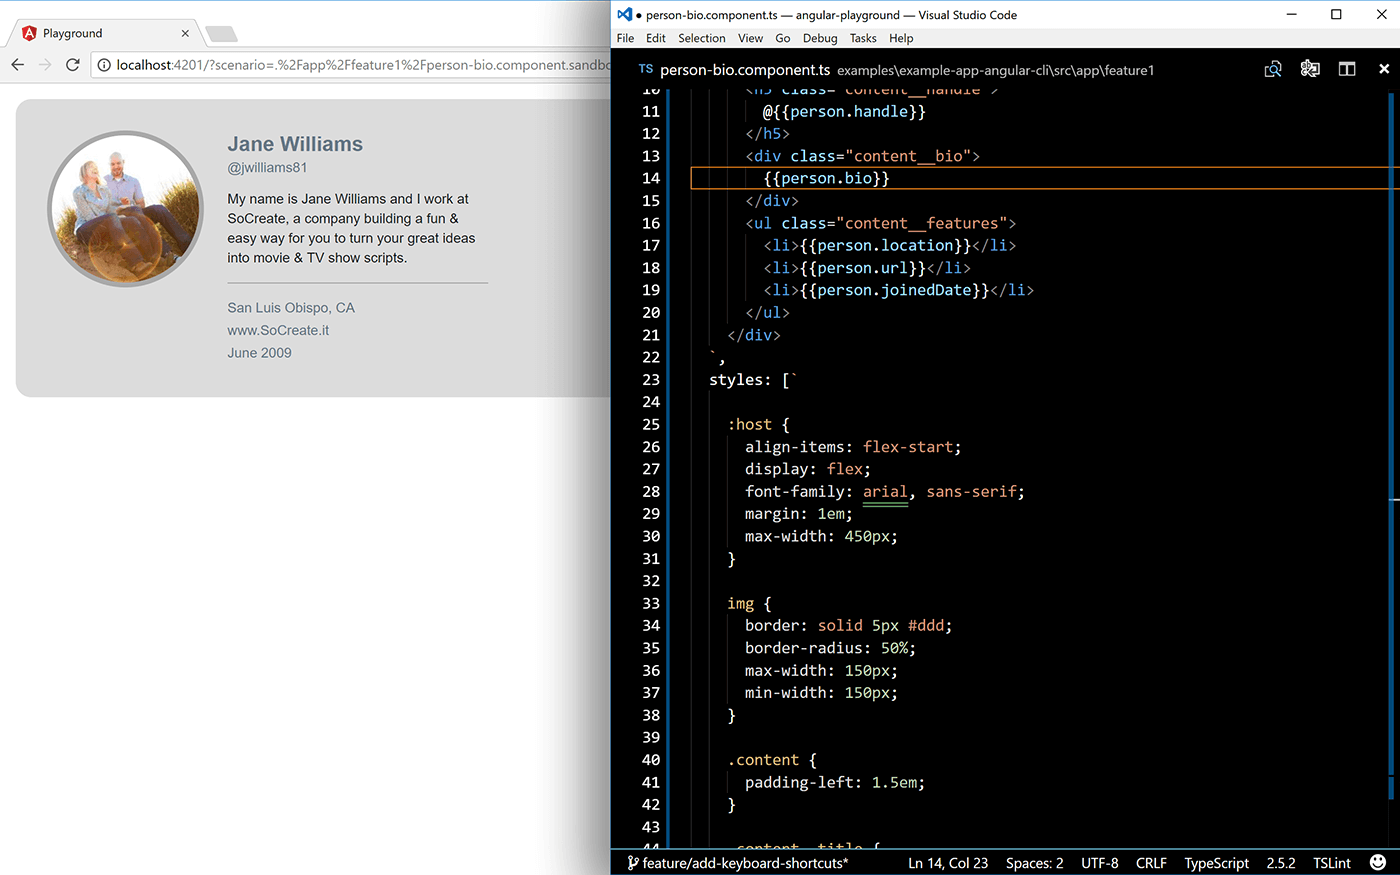 Playground
localhost:4201/?scenario=.%2Fapp%2Ffeature1%2Fperson-bio.component.sandbo
Jane Williams
@jwilliams81
My name is Jane Williams and I work at
SoCreate, a company building a fun &
easy way for you to turn your great ideas
into movie & TV show scripts.
San Luis Obispo, CA
www.SoCreate.it
June 2009
● person-bio.component.ts — angular-playground — Visual Studio Code
File Edit Selection View Go Debug Tasks Help
TS person-bio.component.ts examples\example-app-angular-cli\src\app\feature1
10 <h5 class="content__handle">
11 @{{person.handle}}
12 </h5>
13 <div class="content__bio">
14 {{person.bio}}
15 </div>
16 <ul class="content__features">
17 <li>{{person.location}}</li>
18 <li>{{person.url}}</li>
19 <li>{{person.joinedDate}}</li>
20 </ul>
21 </div>
22 `,
23 styles: [`
24
25 :host {
26 align-items: flex-start;
27 display: flex;
28 font-family: arial, sans-serif;
29 margin: 1em;
30 max-width: 450px;
31 }
32
33 img {
34 border: solid 5px #ddd;
35 border-radius: 50%;
36 max-width: 150px;
37 min-width: 150px;
38 }
39
40 .content {
41 padding-left: 1.5em;
42 }
43
44 .content__title {
feature/add-keyboard-shortcuts* Ln 14, Col 23 Spaces: 2 UTF-8 CRLF TypeScript 2.5.2 TSLint